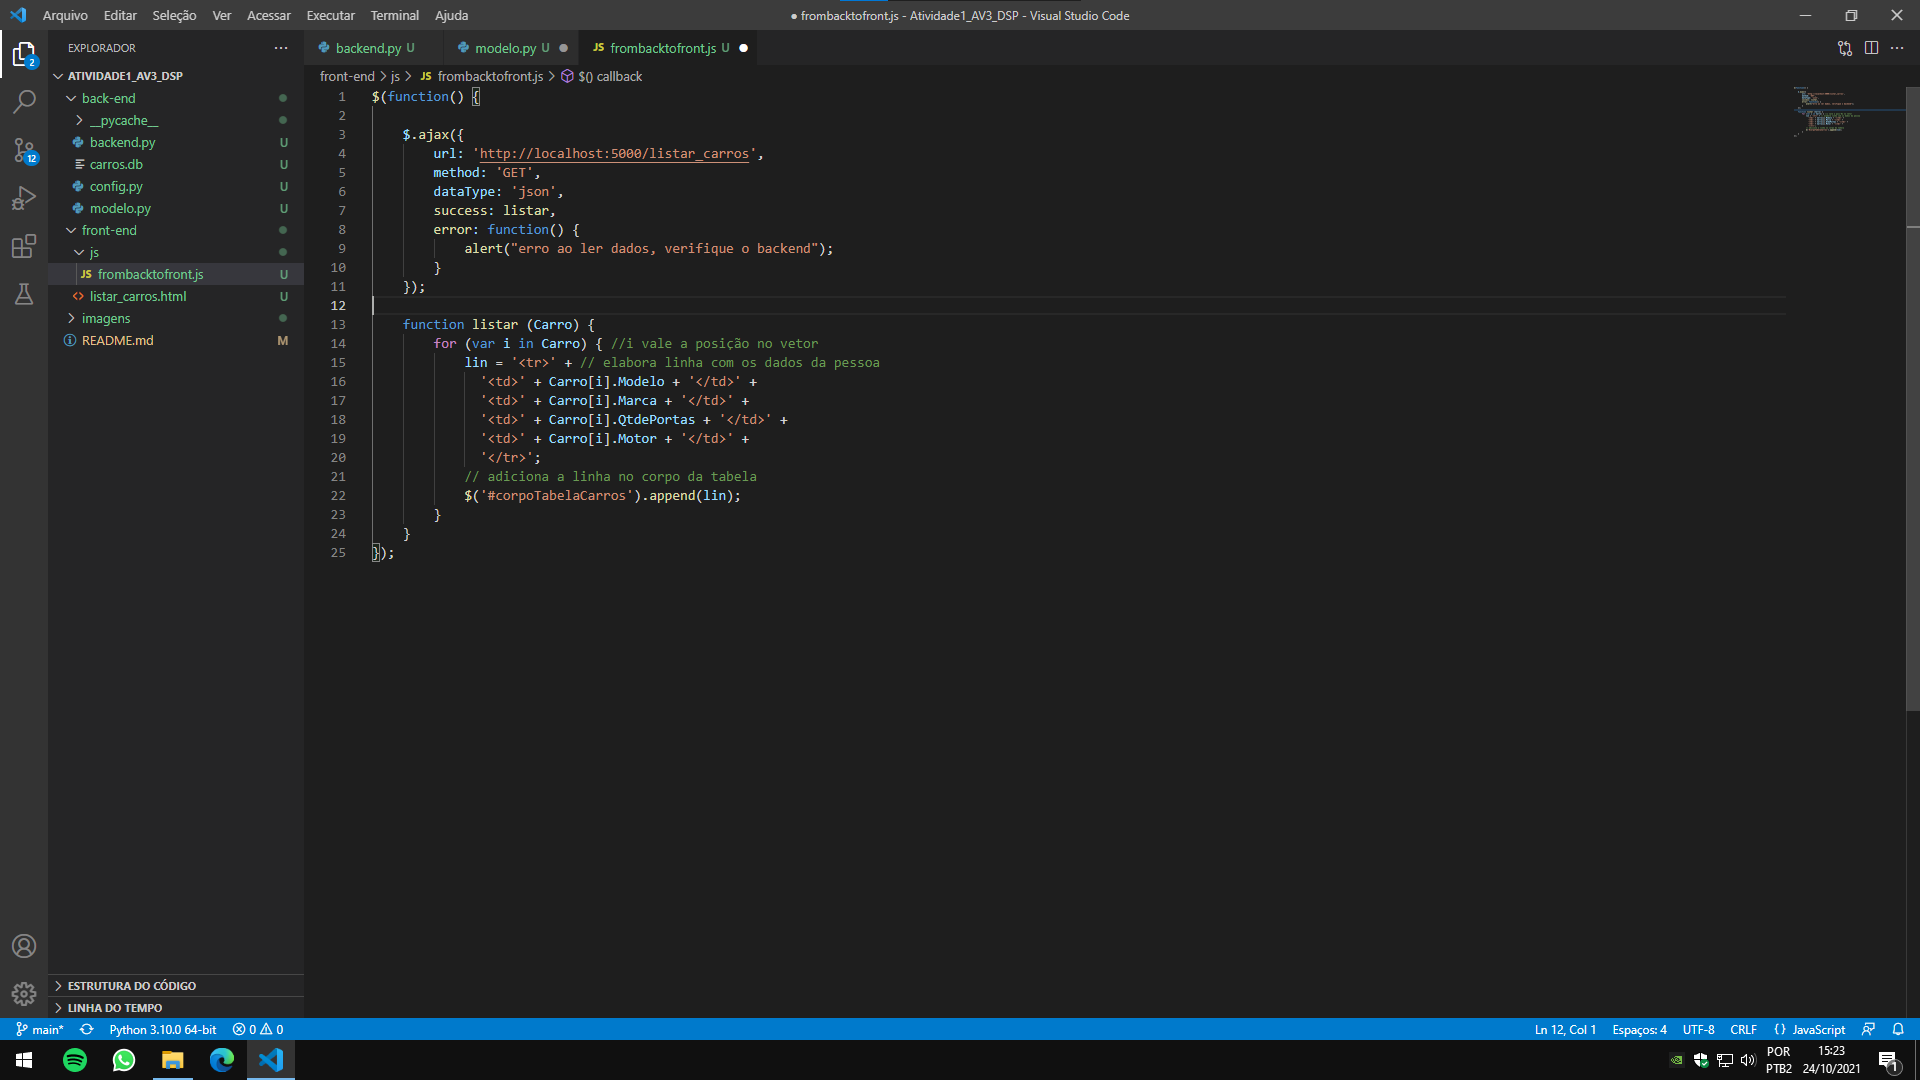 Arquivo Editar Seleção Ver Acessar Executar Terminal Ajuda
● frombacktofront.js - Atividade1_AV3_DSP - Visual Studio Code
EXPLORADOR
ATIVIDADE1_AV3_DSP
back-end
__pycache__
backend.py U
carros.db U
config.py U
modelo.py U
front-end
js
JS frombacktofront.js U
listar_carros.html U
imagens
README.md M
ESTRUTURA DO CÓDIGO
LINHA DO TEMPO
2
12
backend.py U modelo.py U JS frombacktofront.js U
front-end > js > JS frombacktofront.js > $() callback
1 $(function() {
2
3 $.ajax({
4 url: 'http://localhost:5000/listar_carros',
5 method: 'GET',
6 dataType: 'json',
7 success: listar,
8 error: function() {
9 alert("erro ao ler dados, verifique o backend");
10 }
11 });
12
13 function listar (Carro) {
14 for (var i in Carro) { //i vale a posição no vetor
15 lin = '<tr>' + // elabora linha com os dados da pessoa
16 '<td>' + Carro[i].Modelo + '</td>' +
17 '<td>' + Carro[i].Marca + '</td>' +
18 '<td>' + Carro[i].QtdePortas + '</td>' +
19 '<td>' + Carro[i].Motor + '</td>' +
20 '</tr>';
21 // adiciona a linha no corpo da tabela
22 $('#corpoTabelaCarros').append(lin);
23 }
24 }
25 });
main* Python 3.10.0 64-bit 0 0 Ln 12, Col 1 Espaços: 4 UTF-8 CRLF {} JavaScript
POR
PTB2
15:23
24/10/2021
1